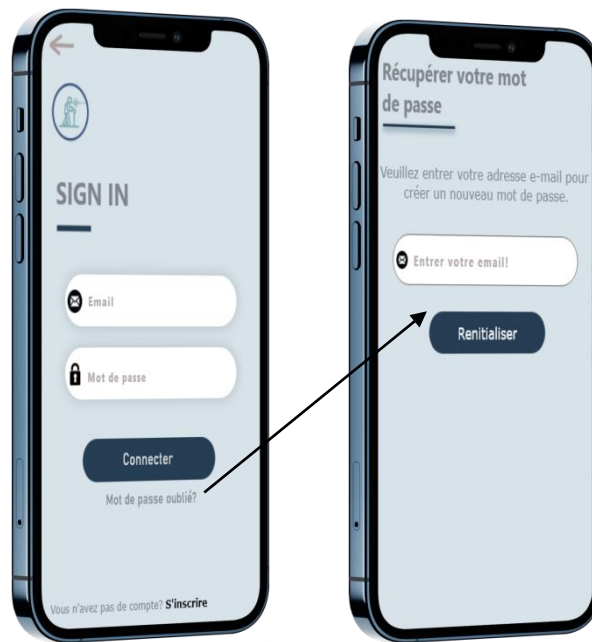 SIGN IN
Email
Mot de passe
Connecter
Mot de passe oublié?
Vous n'avez pas de compte? S'inscrire
Récupérer votre mot
de passe
Veuillez entrer votre adresse e-mail pour
créer un nouveau mot de passe.
Entrer votre email!
Renitialiser